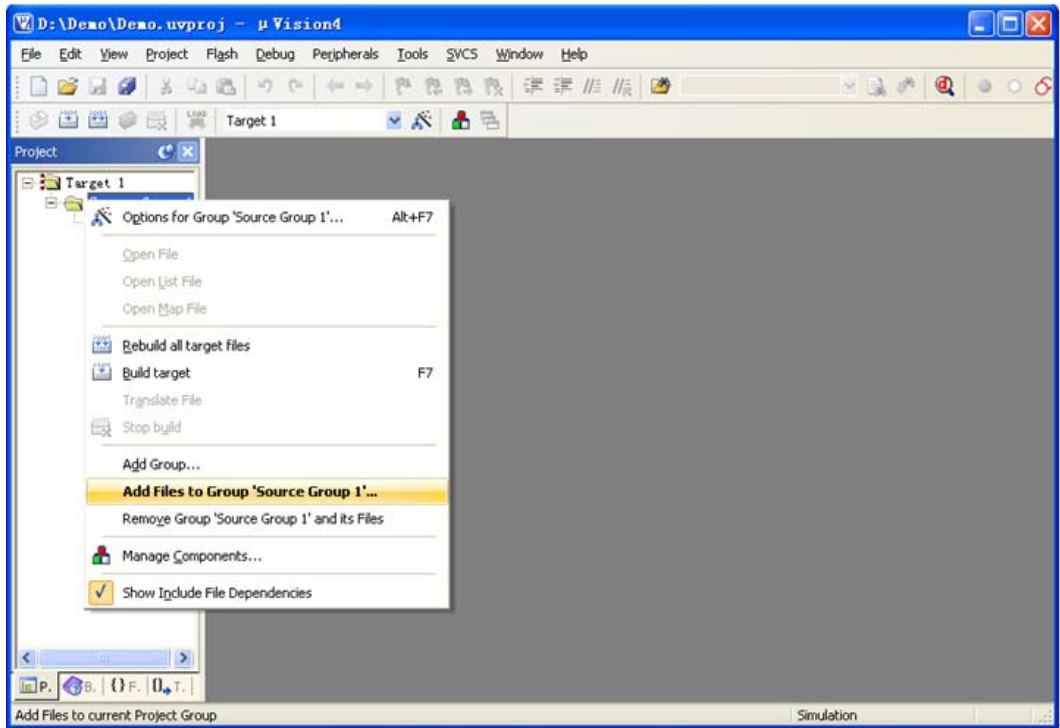 D:\Demo\Demo.uvproj - µVision4
File Edit View Project Flash Debug Peripherals Tools SVCS Window Help
Target 1
Project
Target 1
Options for Group 'Source Group 1'... Alt+F7
Open File
Open List File
Open Map File
Rebuild all target files
Build target F7
Translate File
Stop build
Add Group...
Add Files to Group 'Source Group 1'...
Remove Group 'Source Group 1' and its Files
Manage Components...
Show Include File Dependencies
P. B. {} F. 0 T.
Add Files to current Project Group Simulation